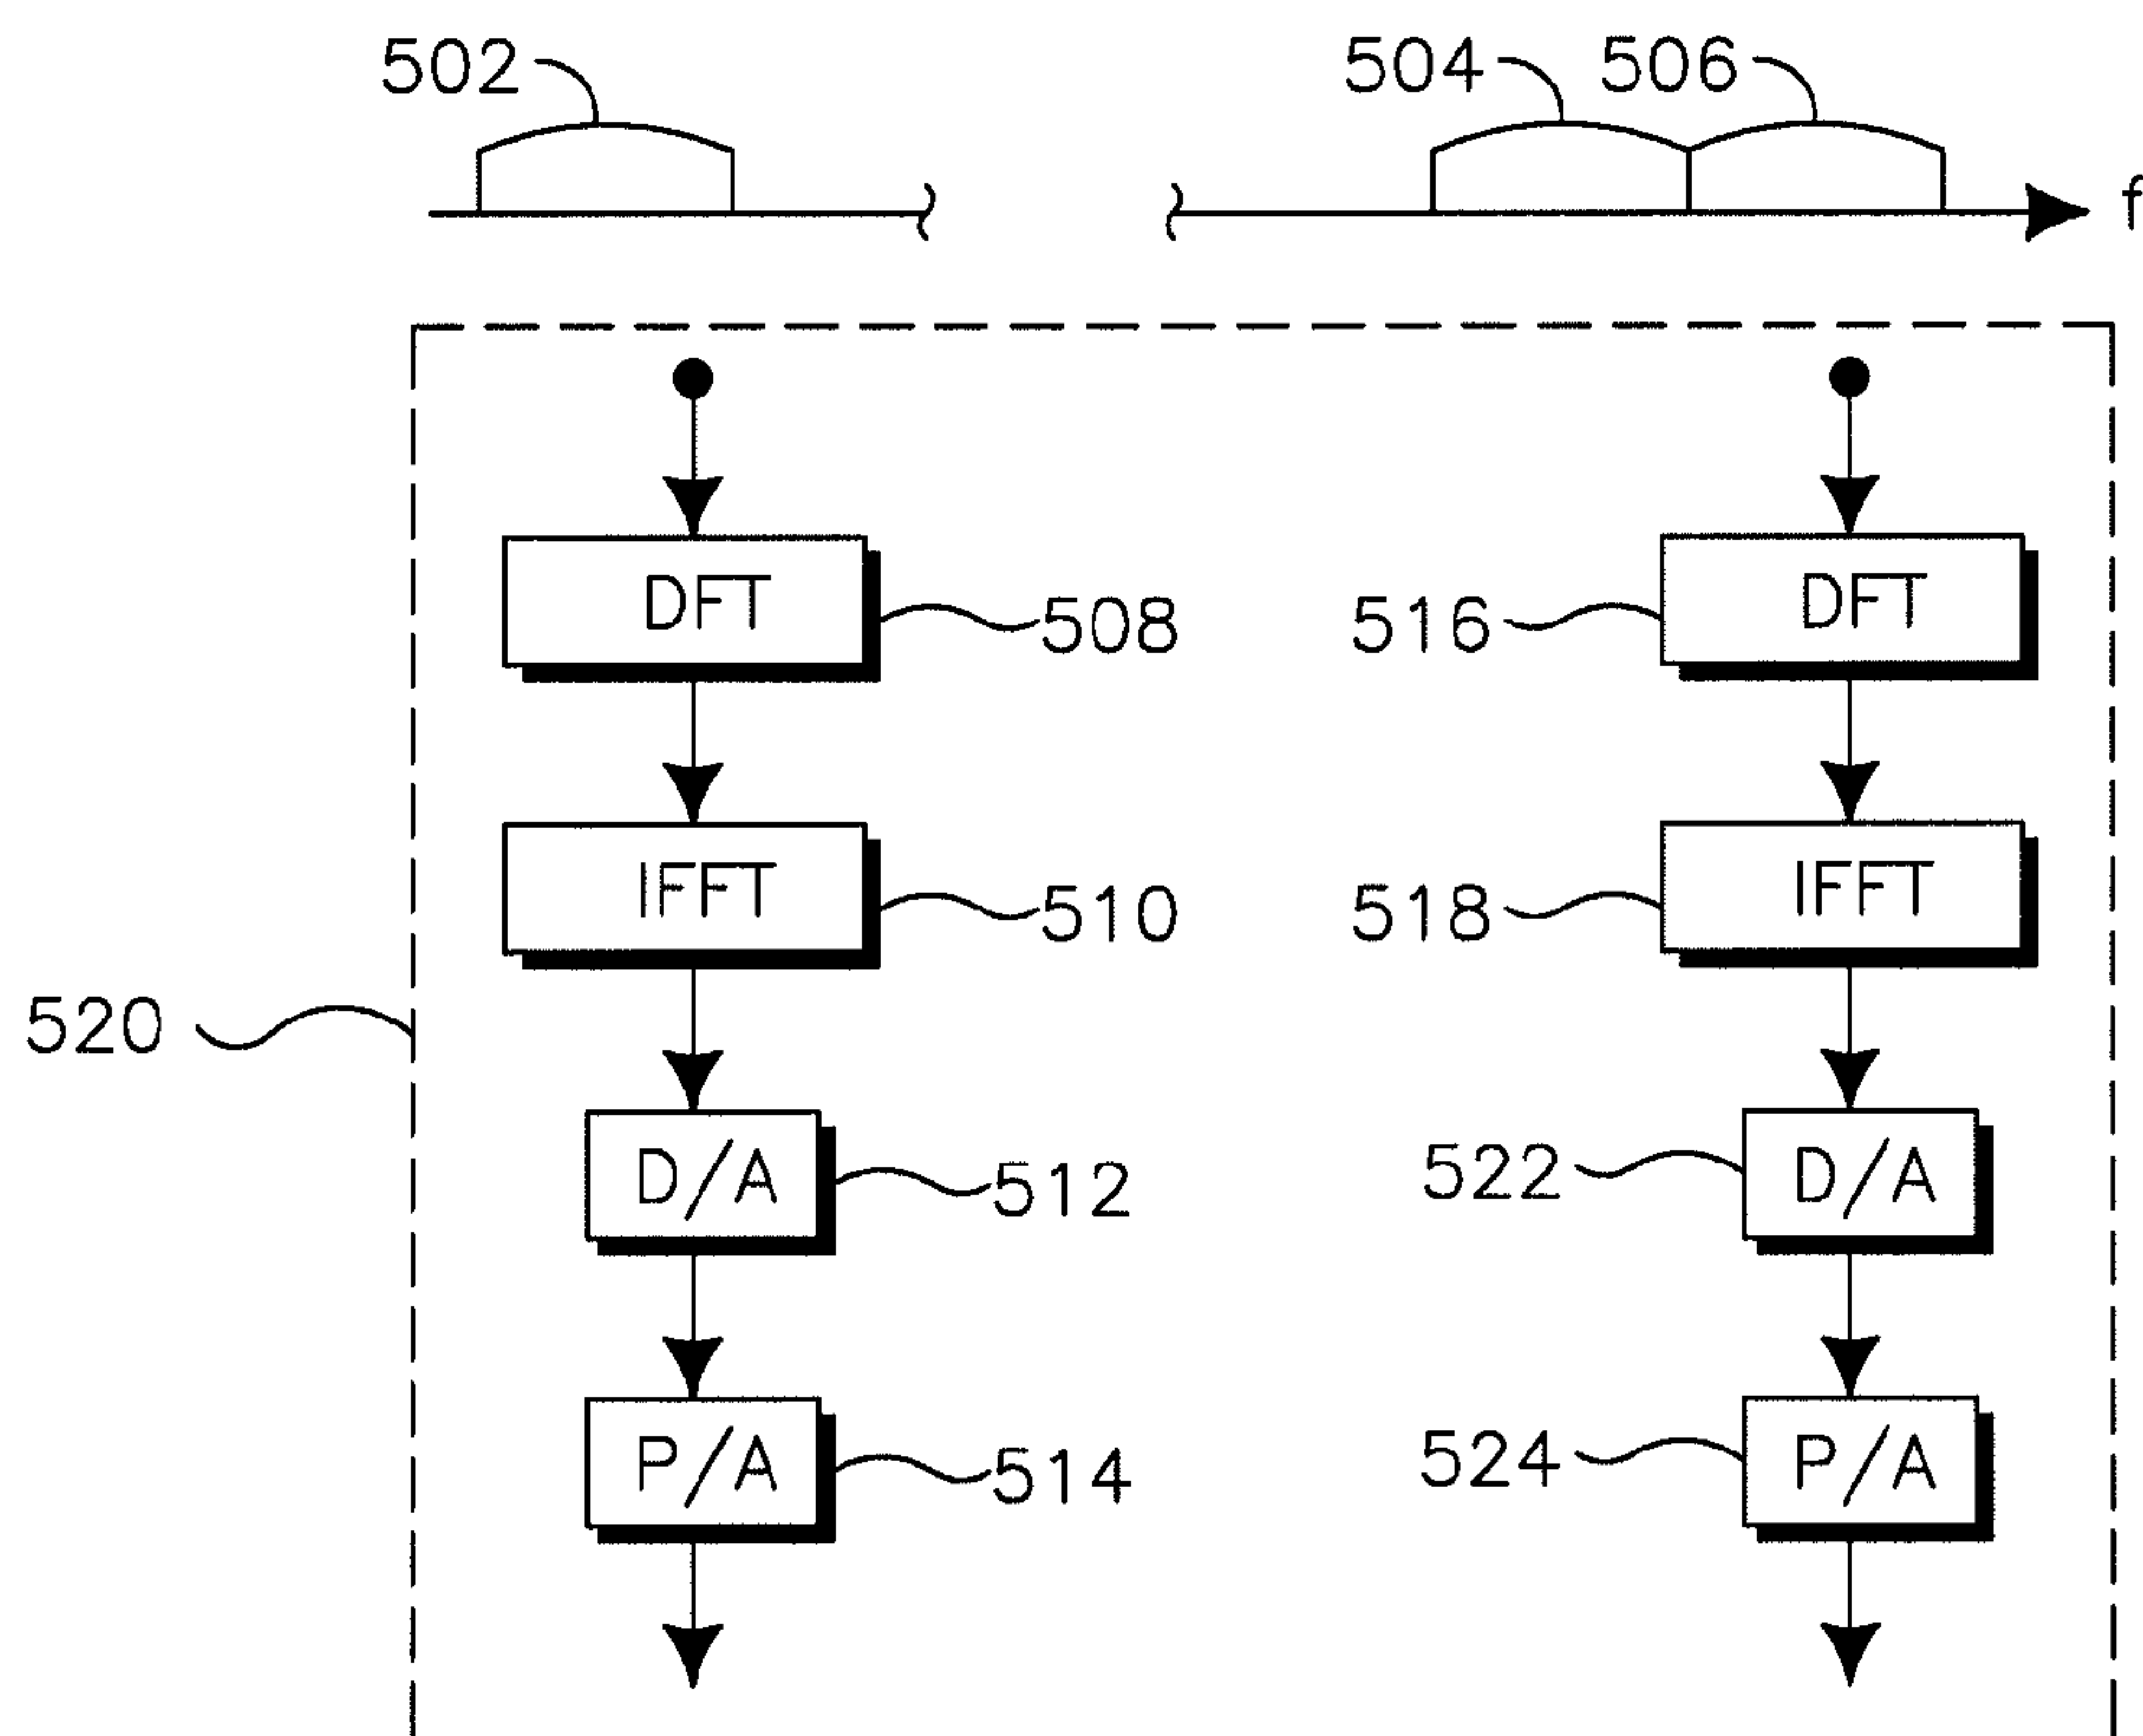 502 504 506
f
DFT 508 516 DFT
IFFT 510 518 IFFT
520
D/A 512 522 D/A
P/A 514 524 P/A